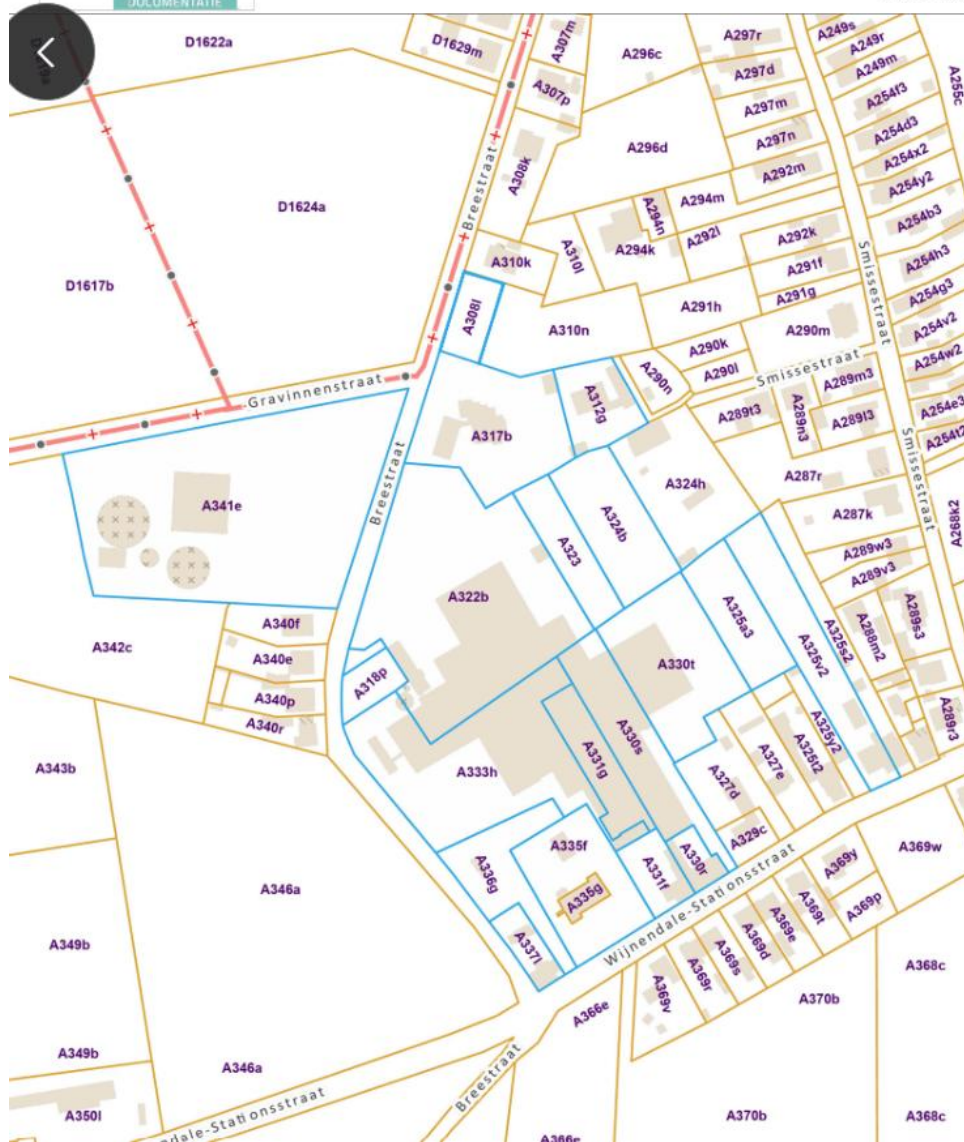 DOCUMENTATIE
D1622a
D1629m
A307m
A296c
A297r
A249s
A249r
A249m
A255c
A307p
A297d
A254f3
A297m
A254d3
A297n
A296d
A254x2
A292m
A254y2
Breestraat
A308k
D1624a
A294m
A254b3
A294n
A294k
A292l
A292k
A310l
A310k
A291f
A254h3
D1617b
A291g
A254g3
A308l
A291h
A310n
A290m
A254v2
Smissestraat
A290k
A254w2
A290l
Smissestraat
A289m3
Gravinnenstraat
A290n
A312g
A289t3
A289n3
A289l3
A254e3
A254t2
A317b
Smissestraat
A287r
A324h
A341e
Breestraat
A287k
A268k2
A324b
A323
A289w3
A289v3
A322b
A325a3
A325s2
A289s3
A340f
A288m2
A342c
A340e
A318p
A330t
A325v2
A340p
A340r
A289r3
A325y2
A330s
A325t2
A327e
A343b
A333h
A331g
A327d
A329c
A335f
A369w
A346a
A336g
A330r
A331f
A369y
A335g
Wijnendale-Stationsstraat
A369t
A369p
A369e
A369d
A349b
A337l
A369s
A369r
A368c
A369v
A370b
A366e
A349b
A346a
Breestraat
A350l
ndale-Stationsstraat
A370b
A368c
A366e